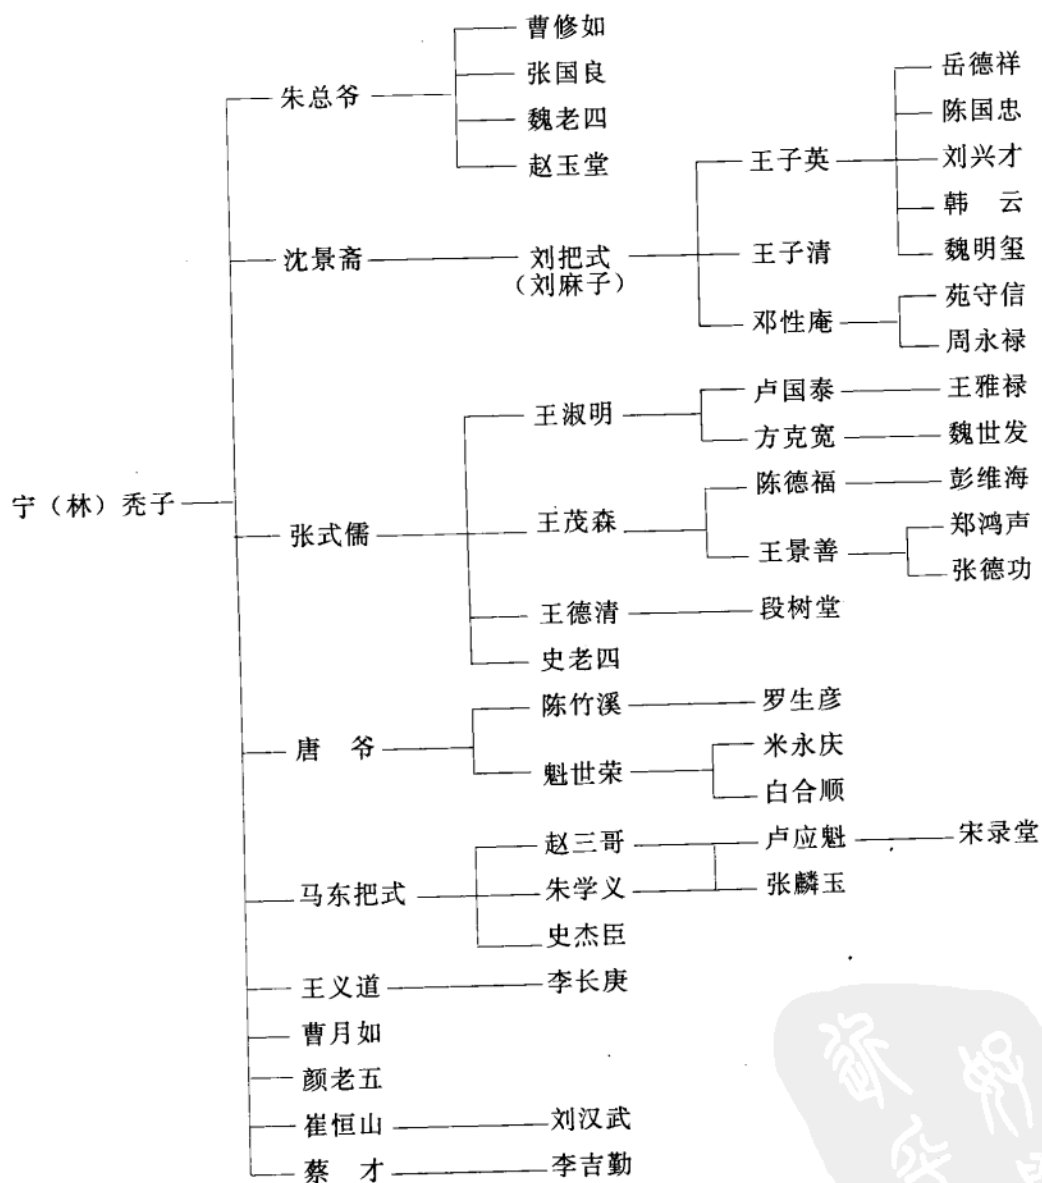 曹修如
岳德祥
张国良
朱总爷
陈国忠
魏老四
王子英
刘兴才
赵玉堂
韩 云
沈景斋
刘把式
(刘麻子)
王子清
魏明玺
苑守信
邓性庵
周永禄
王淑明
卢国泰
王雅禄
方克宽
魏世发
宁(林)秃子
陈德福
彭维海
张式儒
王茂森
郑鸿声
王景善
张德功
王德清
段树堂
史老四
陈竹溪
罗生彦
唐 爷
米永庆
魁世荣
白合顺
赵三哥
卢应魁
宋录堂
马东把式
朱学义
张麟玉
史杰臣
王义道
李长庚
曹月如
颜老五
崔恒山
刘汉武
蔡 才
李吉勤